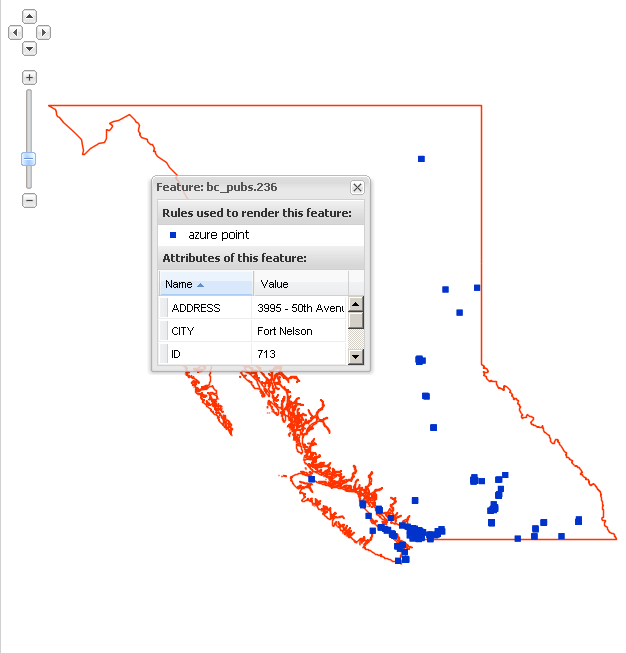 Feature: bc_pubs.236
Rules used to render this feature:
azure point
Attributes of this feature:
Name Value
ADDRESS 3995 - 50th Avenu
CITY Fort Nelson
ID 713